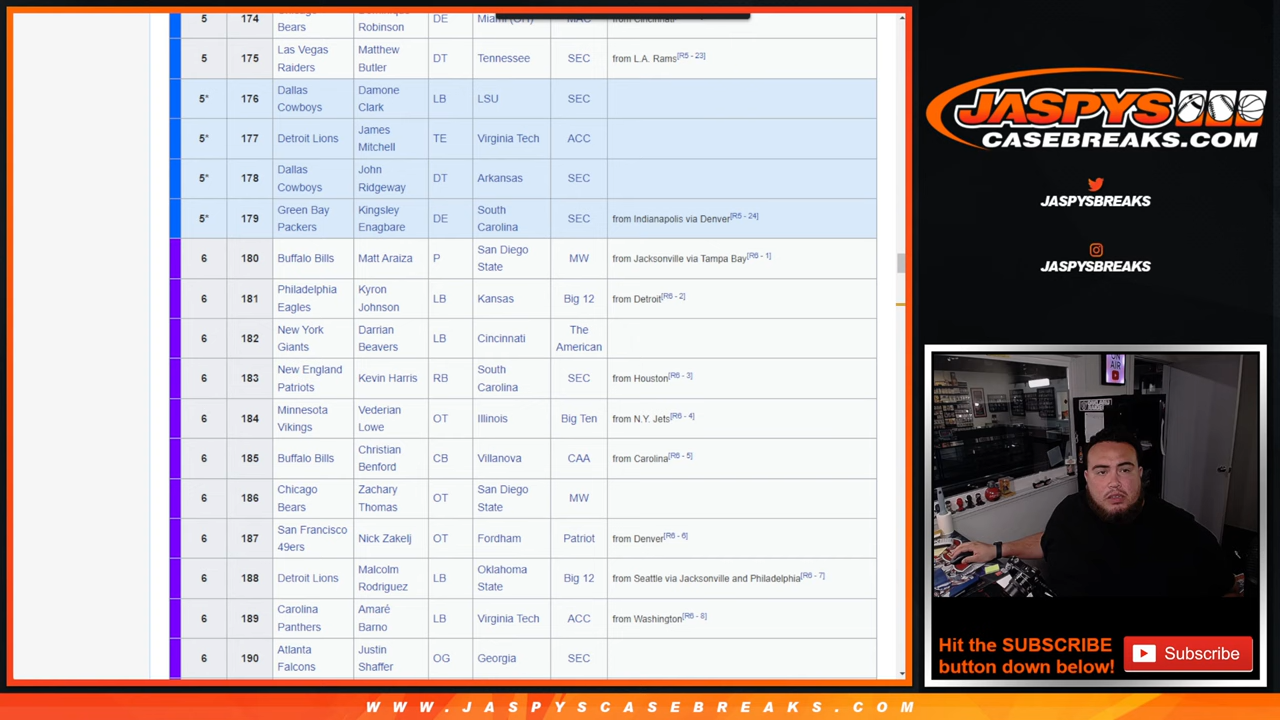 5 174 Bears Robinson DE Miami (OH) MAC from Cincinnati
5 175 Las Vegas Raiders Matthew Butler DT Tennessee SEC from L.A. Rams[R5 - 23]
5* 176 Dallas Cowboys Damone Clark LB LSU SEC
5* 177 Detroit Lions James Mitchell TE Virginia Tech ACC
5* 178 Dallas Cowboys John Ridgeway DT Arkansas SEC
5* 179 Green Bay Packers Kingsley Enagbare DE South Carolina SEC from Indianapolis via Denver[R5 - 24]
6 180 Buffalo Bills Matt Araiza P San Diego State MW from Jacksonville via Tampa Bay[R6 - 1]
6 181 Philadelphia Eagles Kyron Johnson LB Kansas Big 12 from Detroit[R6 - 2]
6 182 New York Giants Darrian Beavers LB Cincinnati The American
6 183 New England Patriots Kevin Harris RB South Carolina SEC from Houston[R6 - 3]
6 184 Minnesota Vikings Vederian Lowe OT Illinois Big Ten from N.Y. Jets[R6 - 4]
6 185 Buffalo Bills Christian Benford CB Villanova CAA from Carolina[R6 - 5]
6 186 Chicago Bears Zachary Thomas OT San Diego State MW
6 187 San Francisco 49ers Nick Zakelj OT Fordham Patriot from Denver[R6 - 6]
6 188 Detroit Lions Malcolm Rodriguez LB Oklahoma State Big 12 from Seattle via Jacksonville and Philadelphia[R6 - 7]
6 189 Carolina Panthers Amaré Barno LB Virginia Tech ACC from Washington[R6 - 8]
6 190 Atlanta Falcons Justin Shaffer OG Georgia SEC
JASPYS
CASEBREAKS.COM
JASPYSBREAKS
JASPYSBREAKS
ON AIR
Hit the SUBSCRIBE
button down below!
Subscribe
WWW.JASPYSCASEBREAKS.COM